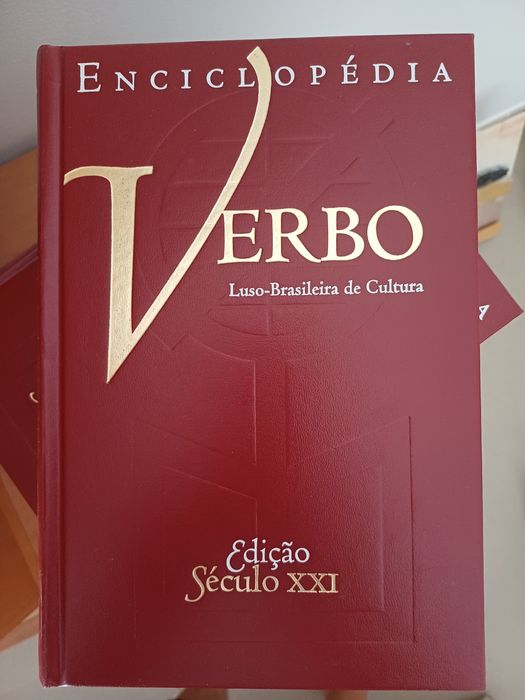 ENCICLOPÉDIA
VERBO
Luso-Brasileira de Cultura
Edição
Século XXI
A